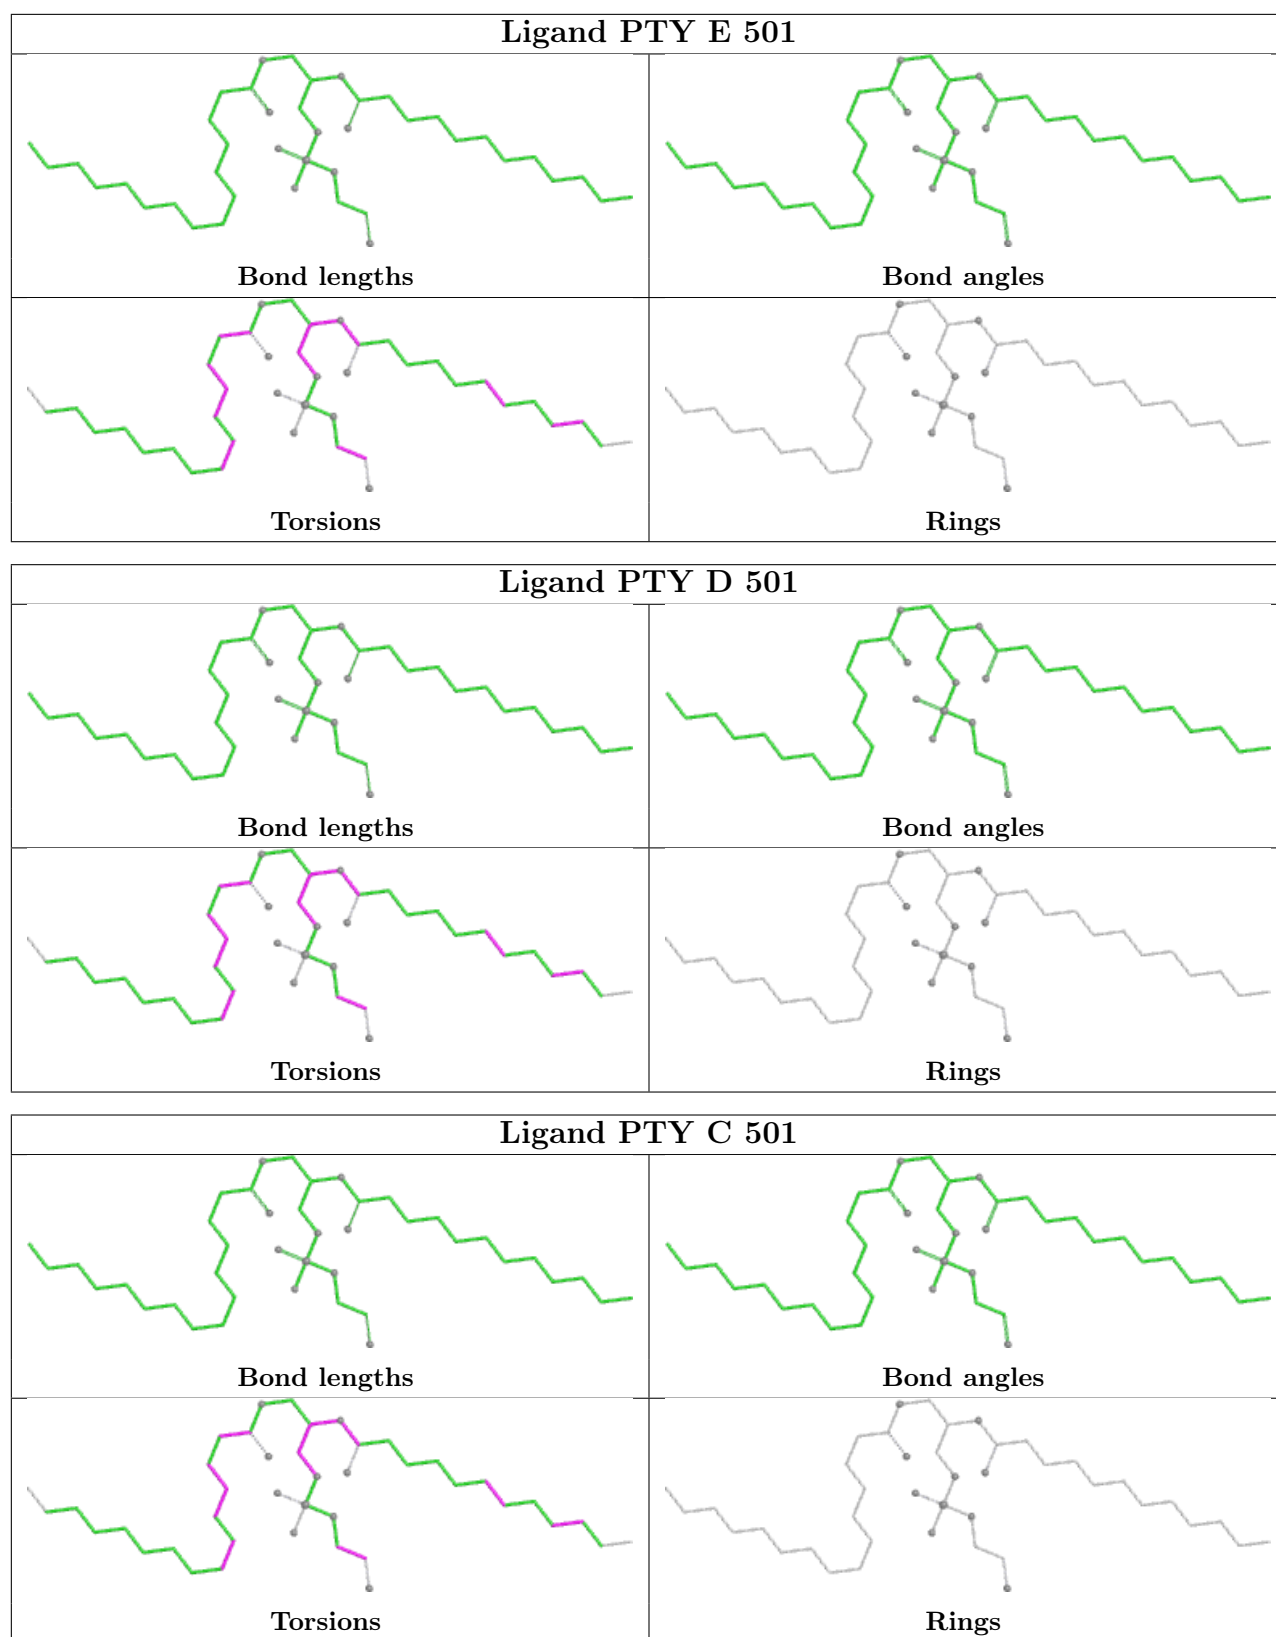 Ligand PTY E 501
Bond lengths
Bond angles
Torsions
Rings
Ligand PTY D 501
Bond lengths
Bond angles
Torsions
Rings
Ligand PTY C 501
Bond lengths
Bond angles
Torsions
Rings